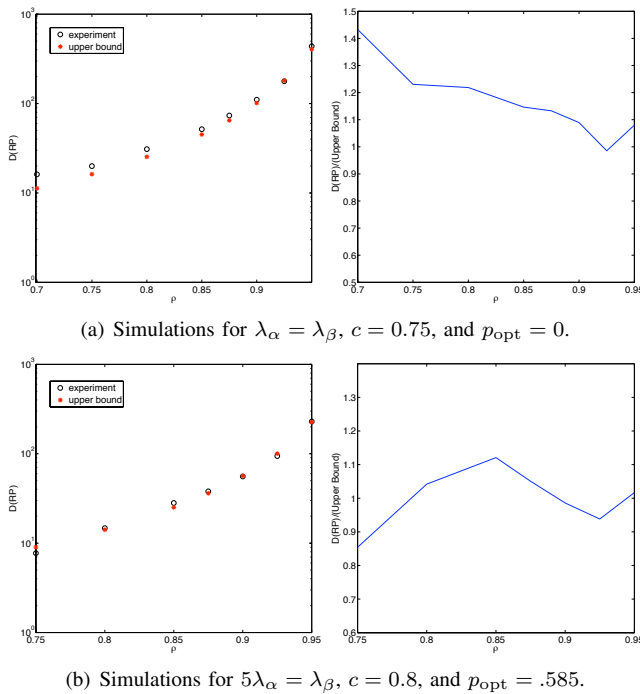 10^3
10^2
10^1
10^0
D(RP)
experiment
upper bound
0.7 0.75 0.8 0.85 0.9 0.95
ρ
1.5
1.4
1.3
1.2
1.1
1
0.9
0.8
0.7
0.6
0.5
D(RP)/(Upper Bound)
0.7 0.75 0.8 0.85 0.9 0.95
ρ
(a) Simulations for λ_α = λ_β, c = 0.75, and p_opt = 0.
10^3
10^2
10^1
10^0
D(RP)
experiment
upper bound
0.75 0.8 0.85 0.9 0.95
ρ
1.4
1.3
1.2
1.1
1
0.9
0.8
0.7
0.6
D(RP)/(Upper Bound)
0.75 0.8 0.85 0.9 0.95
ρ
(b) Simulations for 5λ_α = λ_β, c = 0.8, and p_opt = .585.